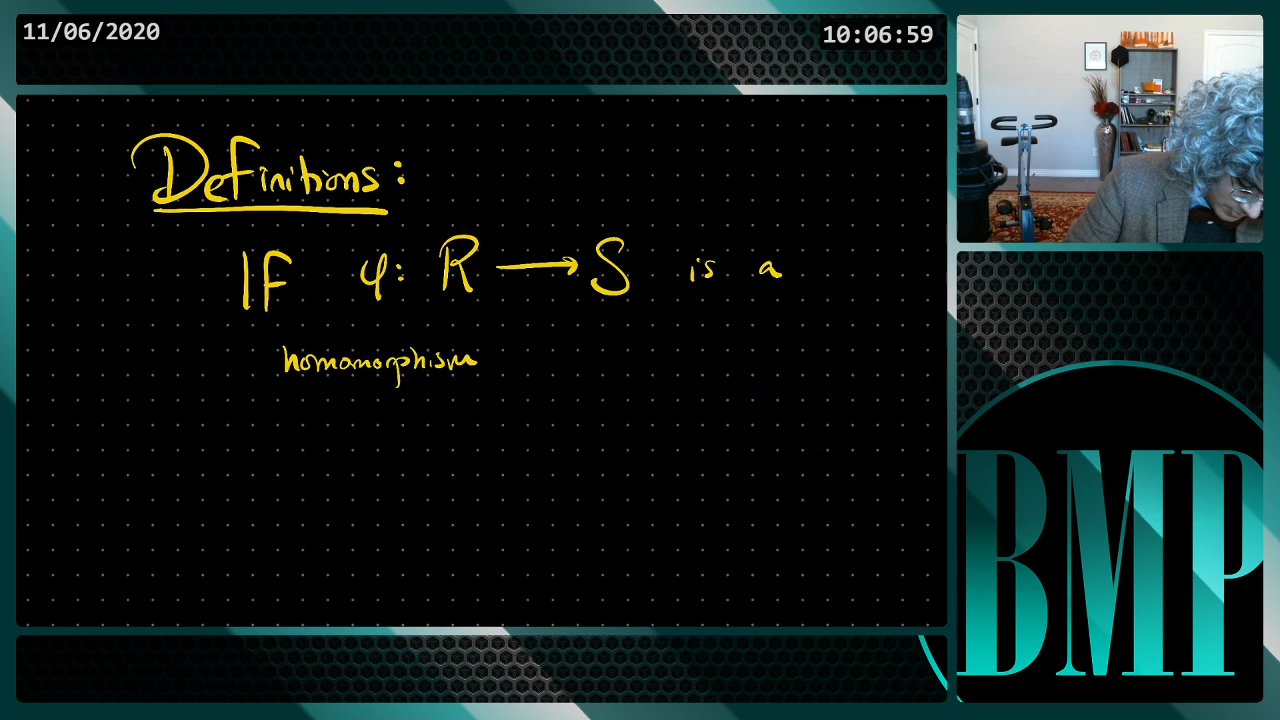 11/06/2020
10:06:59
Definitions:
IF φ: R ⟶ S is a
homomorphism
BMP